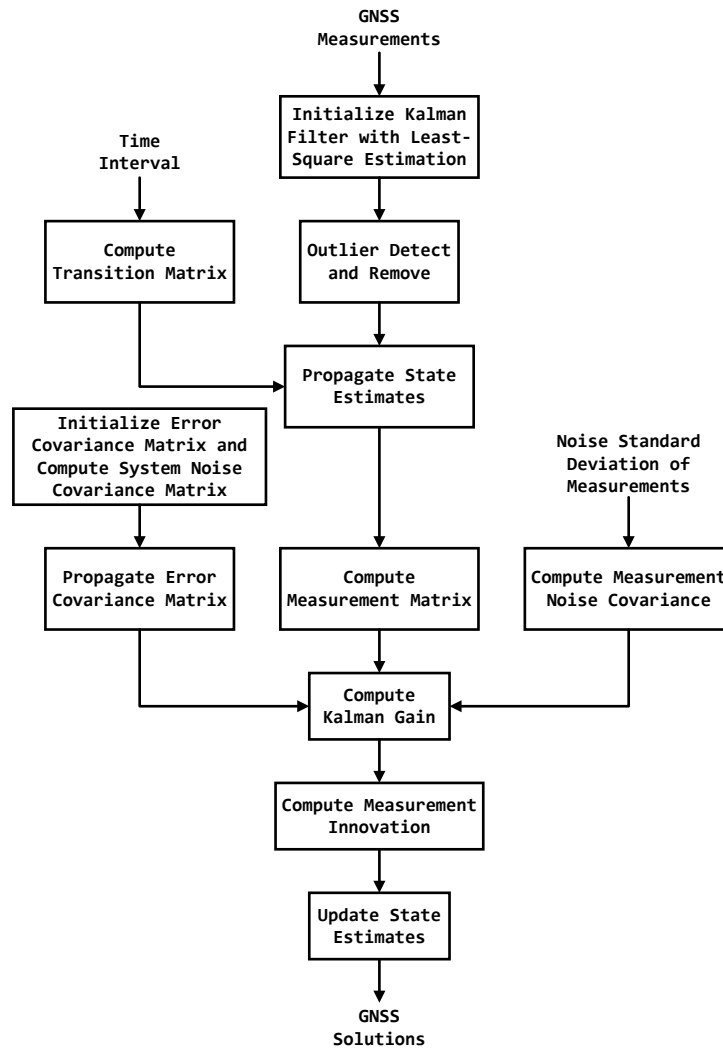 GNSS
Measurements
Initialize Kalman
Filter with Least-
Square Estimation
Time
Interval
Compute
Transition Matrix
Outlier Detect
and Remove
Propagate State
Estimates
Initialize Error
Covariance Matrix and
Compute System Noise
Covariance Matrix
Noise Standard
Deviation of
Measurements
Propagate Error
Covariance Matrix
Compute
Measurement Matrix
Compute Measurement
Noise Covariance
Compute
Kalman Gain
Compute Measurement
Innovation
Update State
Estimates
GNSS
Solutions